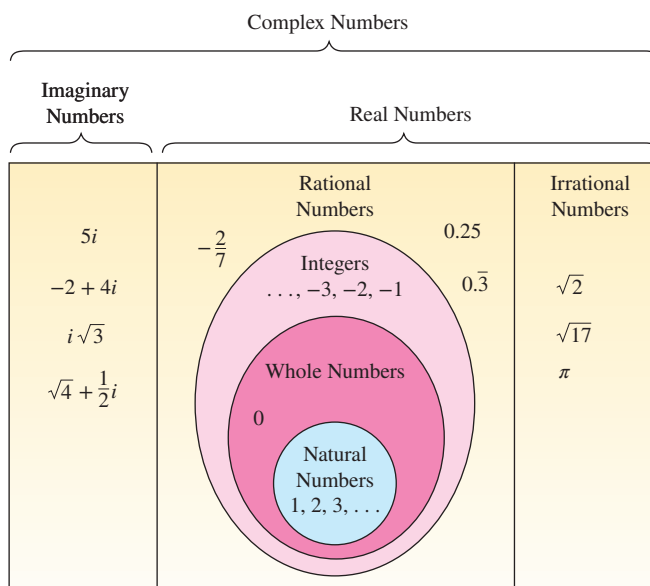 Complex Numbers
Imaginary
Numbers
Real Numbers
Rational
Numbers
Irrational
Numbers
5i
−2 + 4i
i√3
√4 + 1/2 i
−2/7
0.25
0.3̅
Integers
. . ., −3, −2, −1
Whole Numbers
0
Natural
Numbers
1, 2, 3, . . .
√2
√17
π